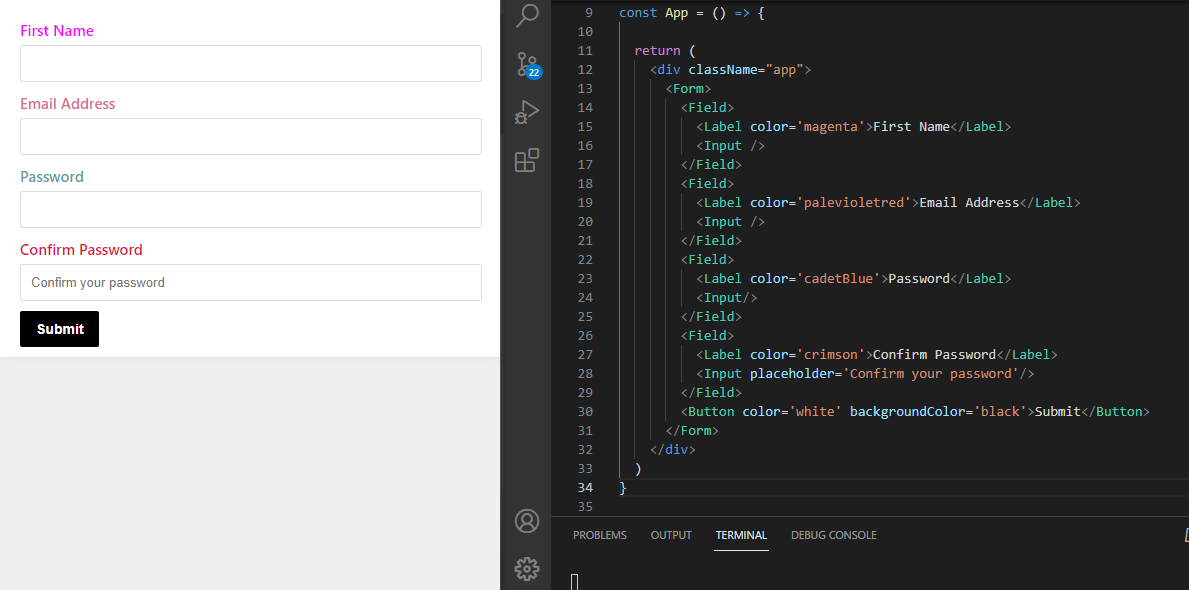 First Name
Email Address
Password
Confirm Password
Confirm your password
Submit
22
9 const App = () => {
10
11 return (
12 <div className="app">
13 <Form>
14 <Field>
15 <Label color='magenta'>First Name</Label>
16 <Input />
17 </Field>
18 <Field>
19 <Label color='palevioletred'>Email Address</Label>
20 <Input />
21 </Field>
22 <Field>
23 <Label color='cadetBlue'>Password</Label>
24 <Input/>
25 </Field>
26 <Field>
27 <Label color='crimson'>Confirm Password</Label>
28 <Input placeholder='Confirm your password'/>
29 </Field>
30 <Button color='white' backgroundColor='black'>Submit</Button>
31 </Form>
32 </div>
33 )
34 }
35
PROBLEMS OUTPUT TERMINAL DEBUG CONSOLE